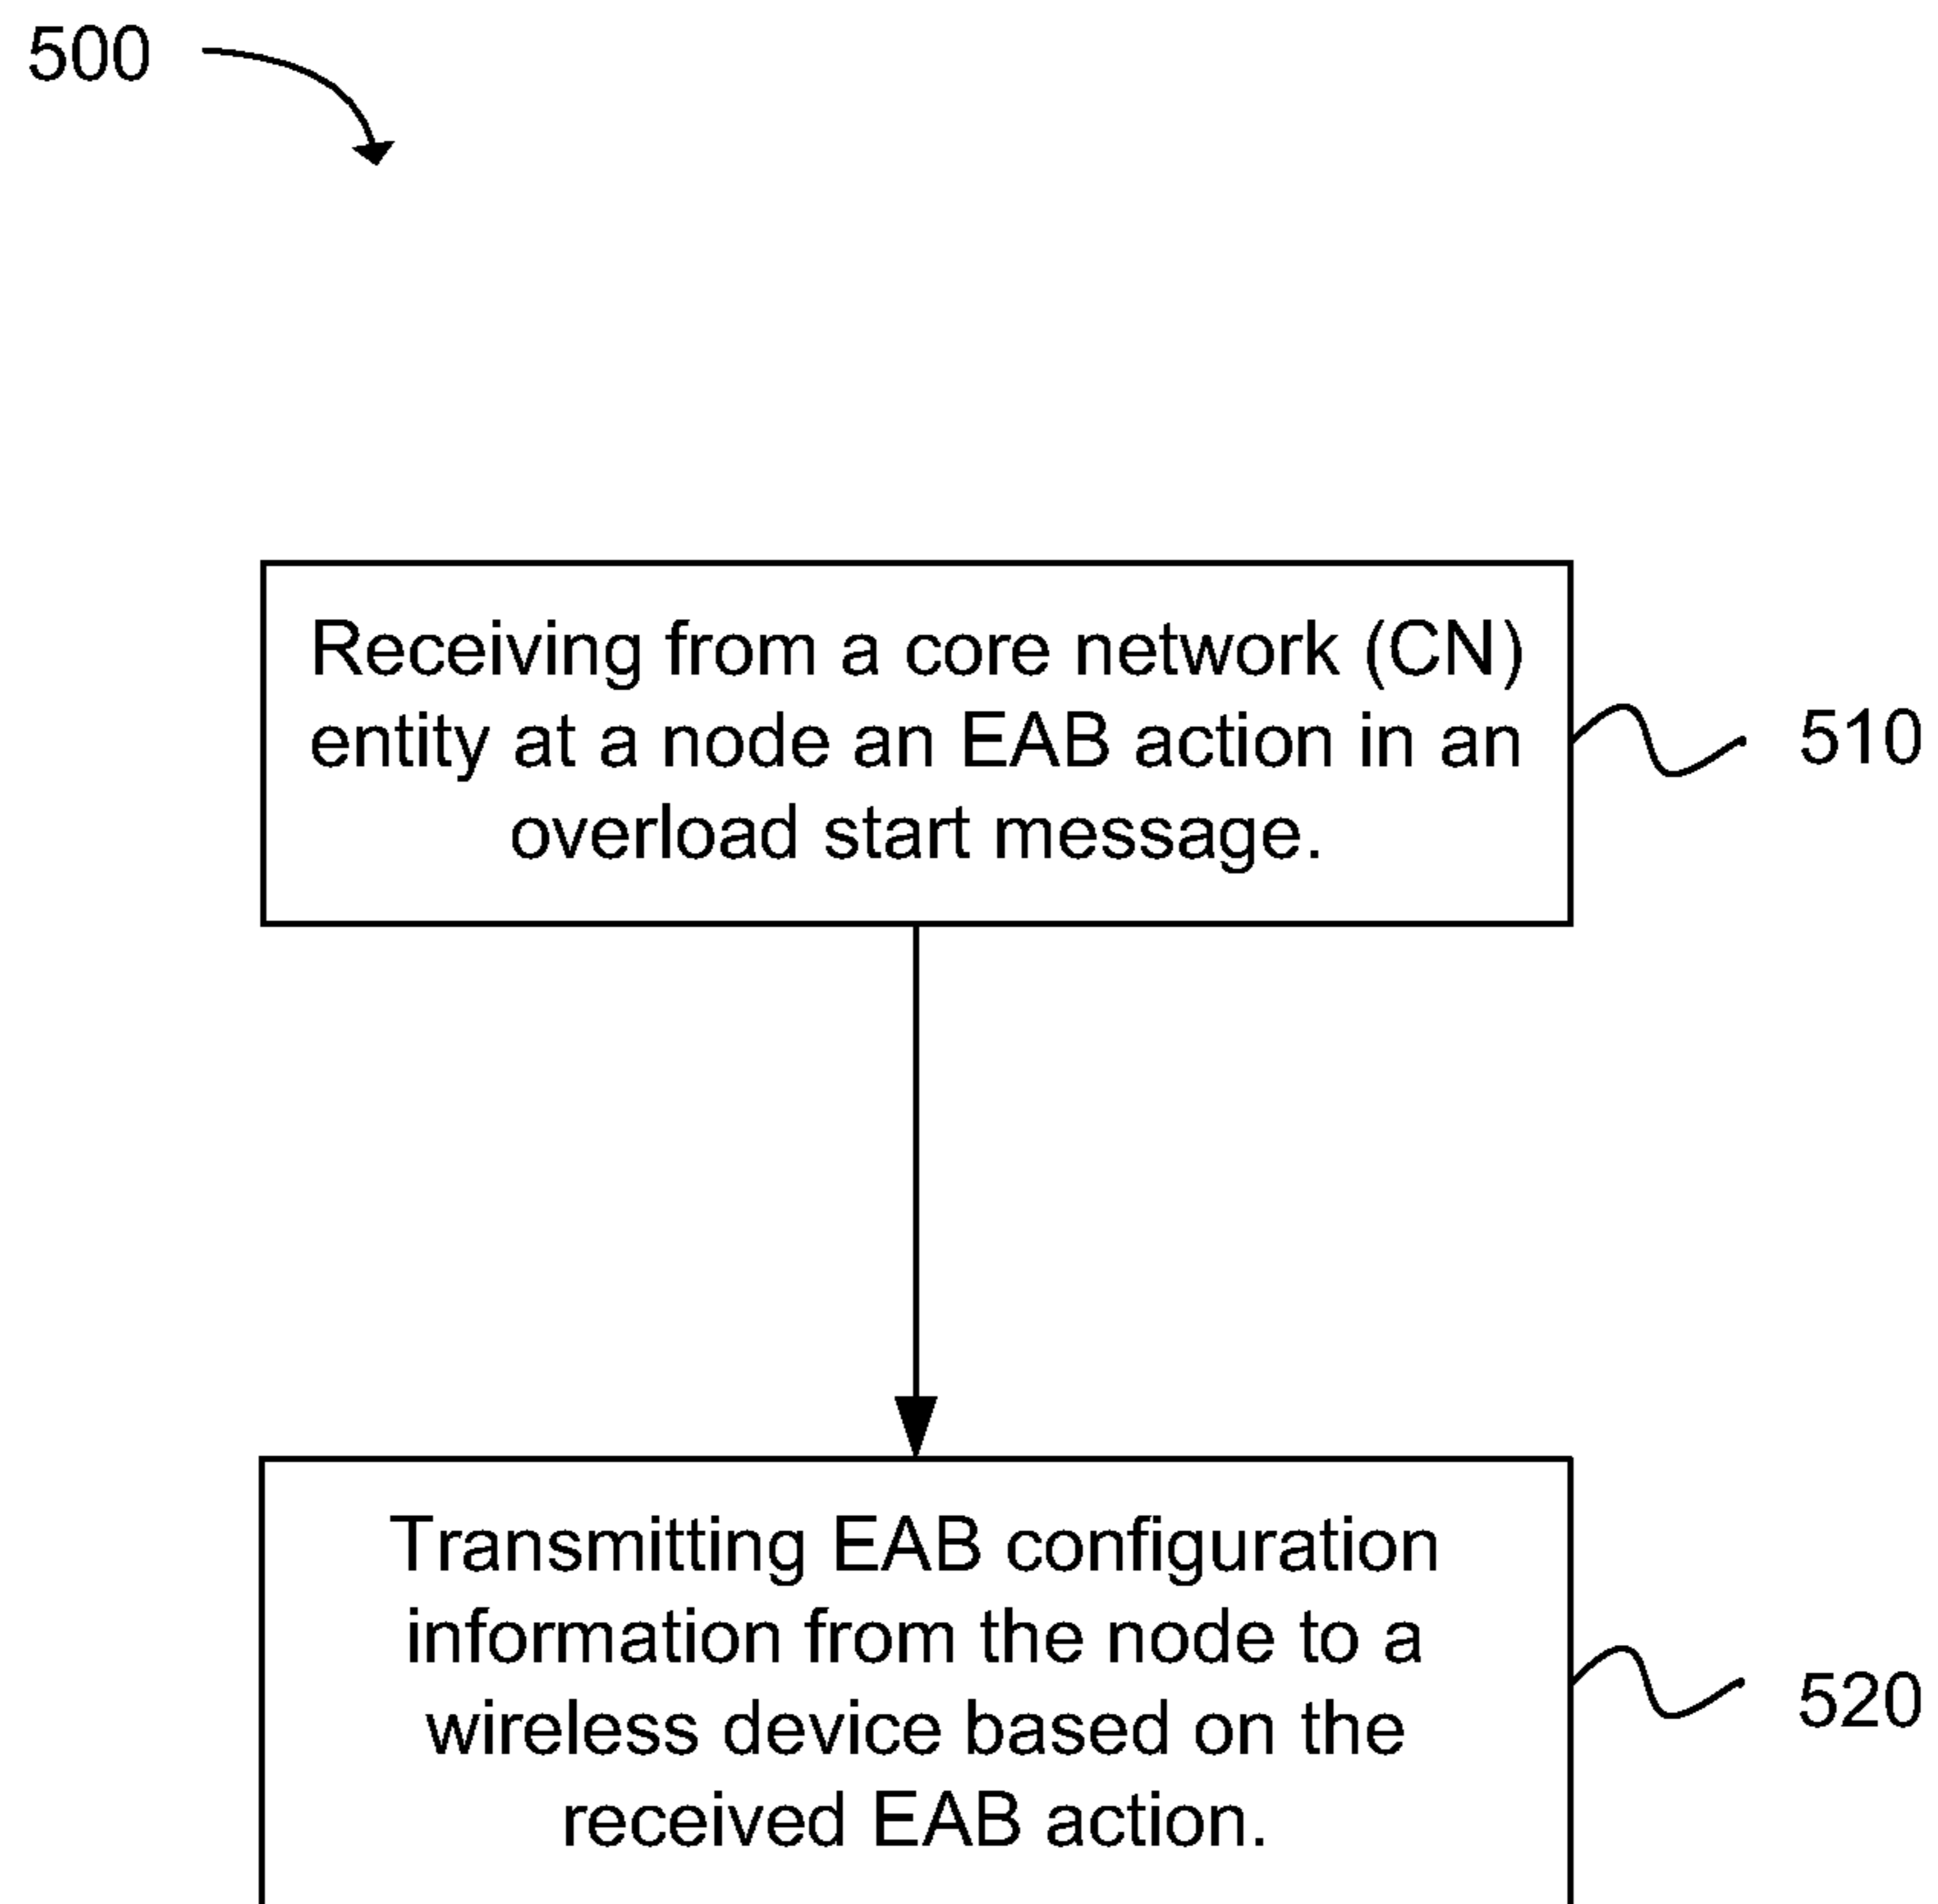 500
Receiving from a core network (CN)
entity at a node an EAB action in an
overload start message.
510
Transmitting EAB configuration
information from the node to a
wireless device based on the
received EAB action.
520